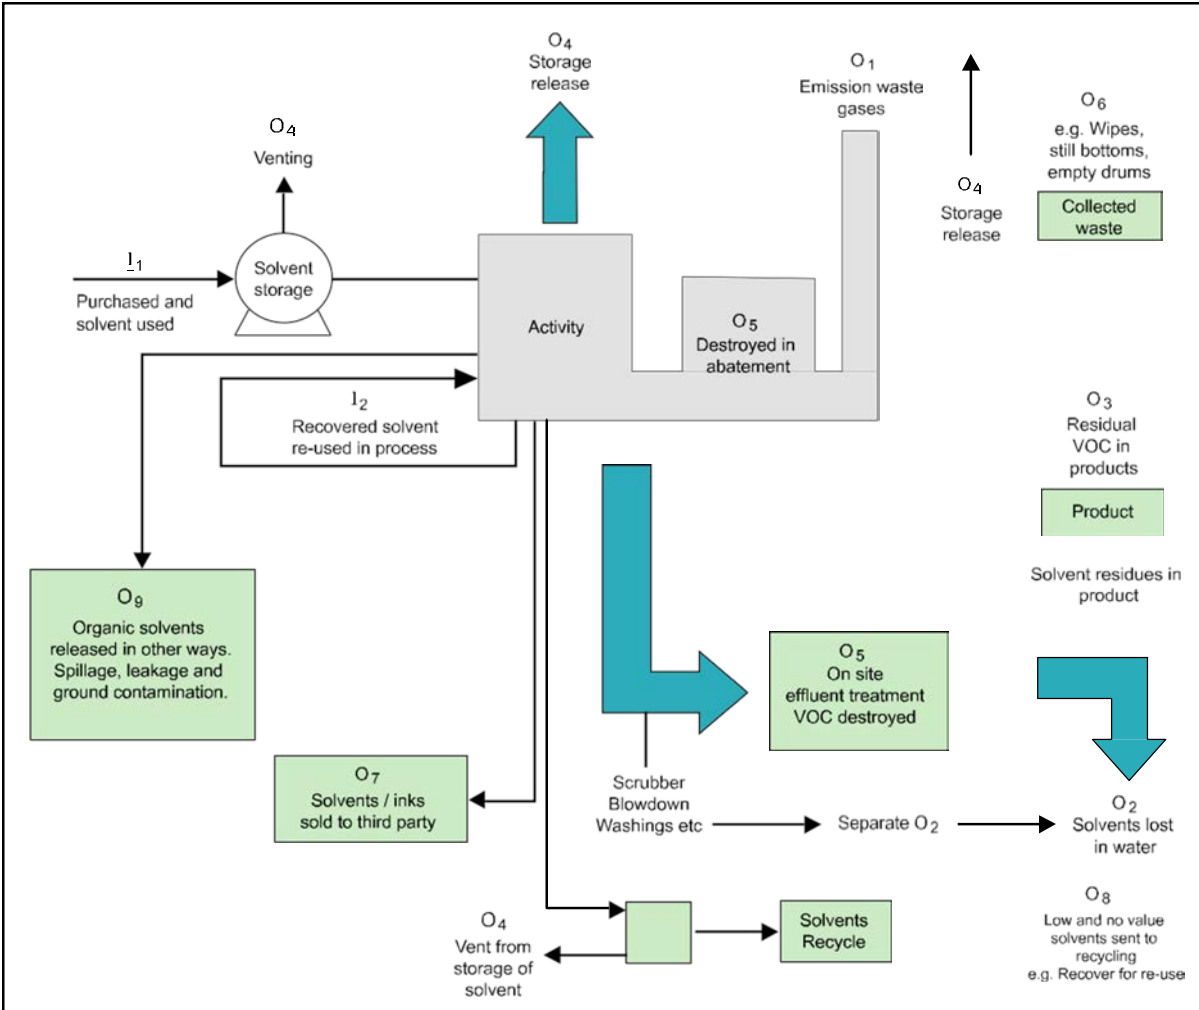 O4
Storage
release
O1
Emission waste
gases
O6
e.g. Wipes,
still bottoms,
empty drums
Collected
waste
O4
Storage
release
O4
Venting
I1
Purchased and
solvent used
Solvent
storage
Activity
O5
Destroyed in
abatement
I2
Recovered solvent
re-used in process
O3
Residual
VOC in
products
Product
Solvent residues in
product
O9
Organic solvents
released in other ways.
Spillage, leakage and
ground contamination.
O5
On site
effluent treatment
VOC destroyed
O7
Solvents / inks
sold to third party
Scrubber
Blowdown
Washings etc
Separate O2
O2
Solvents lost
in water
O4
Vent from
storage of
solvent
Solvents
Recycle
O8
Low and no value
solvents sent to
recycling
e.g. Recover for re-use